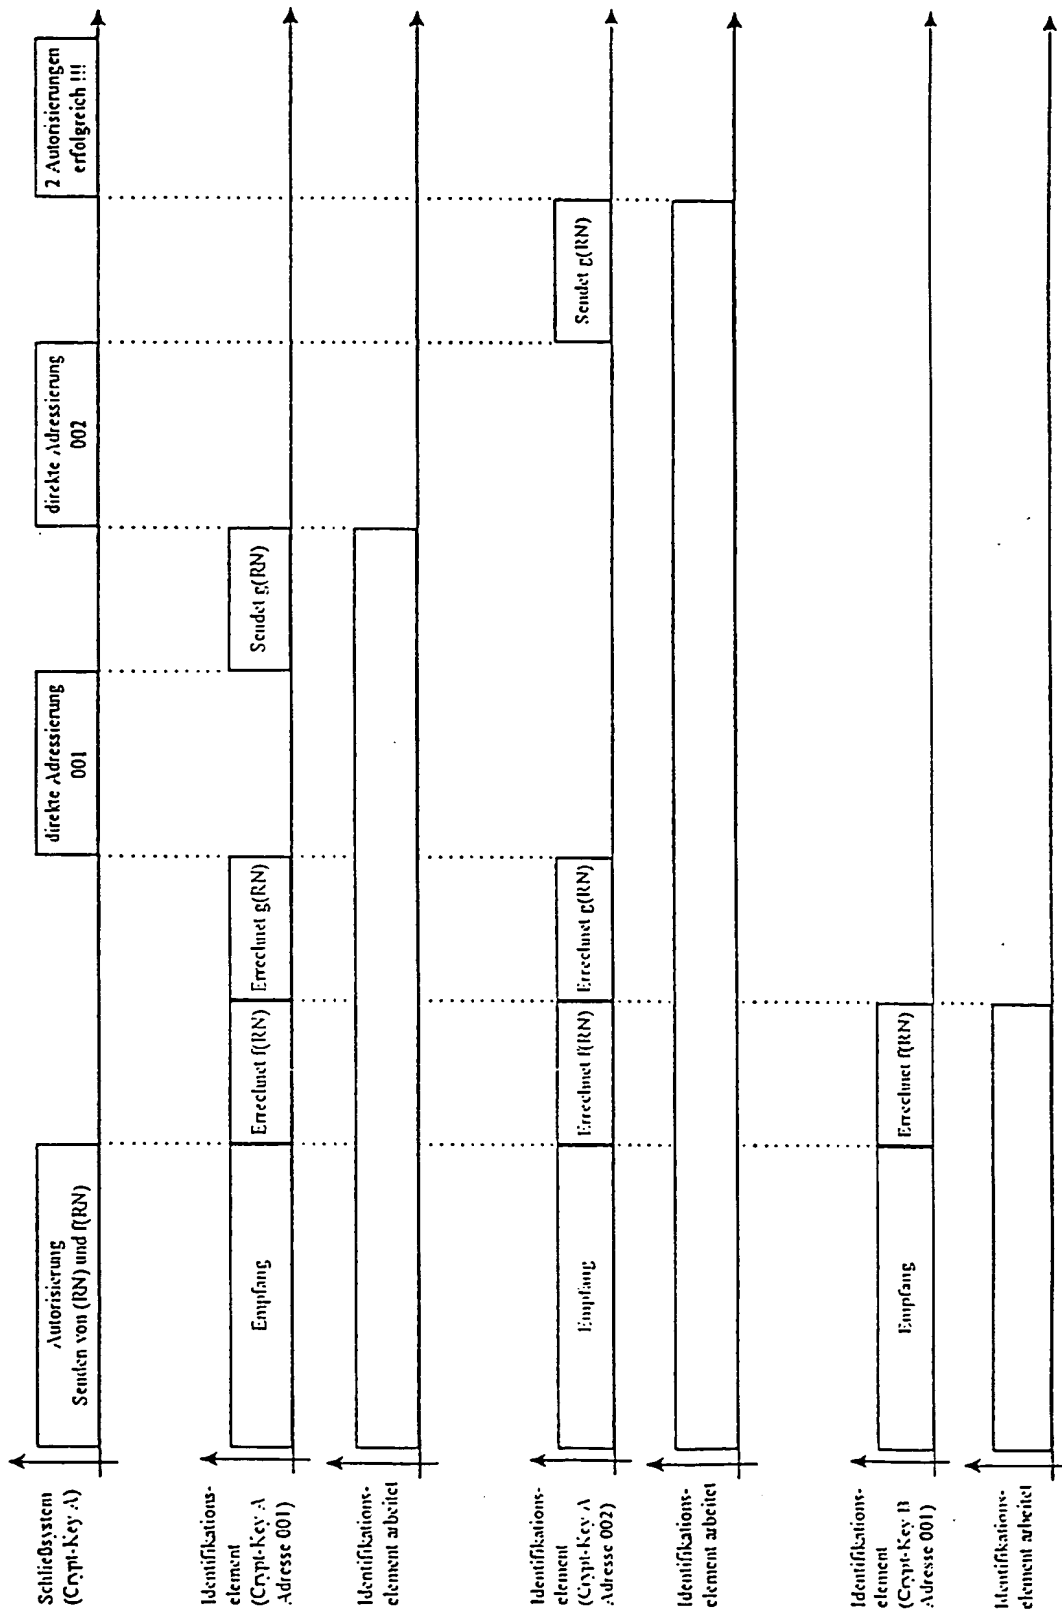 Schließsystem
(Crypt-Key A)
Autorisierung
Senden von (RN) und f(RN)
direkte Adressierung
001
direkte Adressierung
002
2 Autorisierungen
erfolgreich !!!
Identifikations-
element
(Crypt-Key A
Adresse 001)
Empfang
Errechnet f(RN)
Errechnet g(RN)
Sendet g(RN)
Identifikations-
element arbeitet
Identifikations-
element
(Crypt-Key A
Adresse 002)
Empfang
Errechnet f(RN)
Errechnet g(RN)
Sendet g(RN)
Identifikations-
element arbeitet
Identifikations-
element
(Crypt-Key B
Adresse 001)
Empfang
Errechnet f(RN)
Identifikations-
element arbeitet